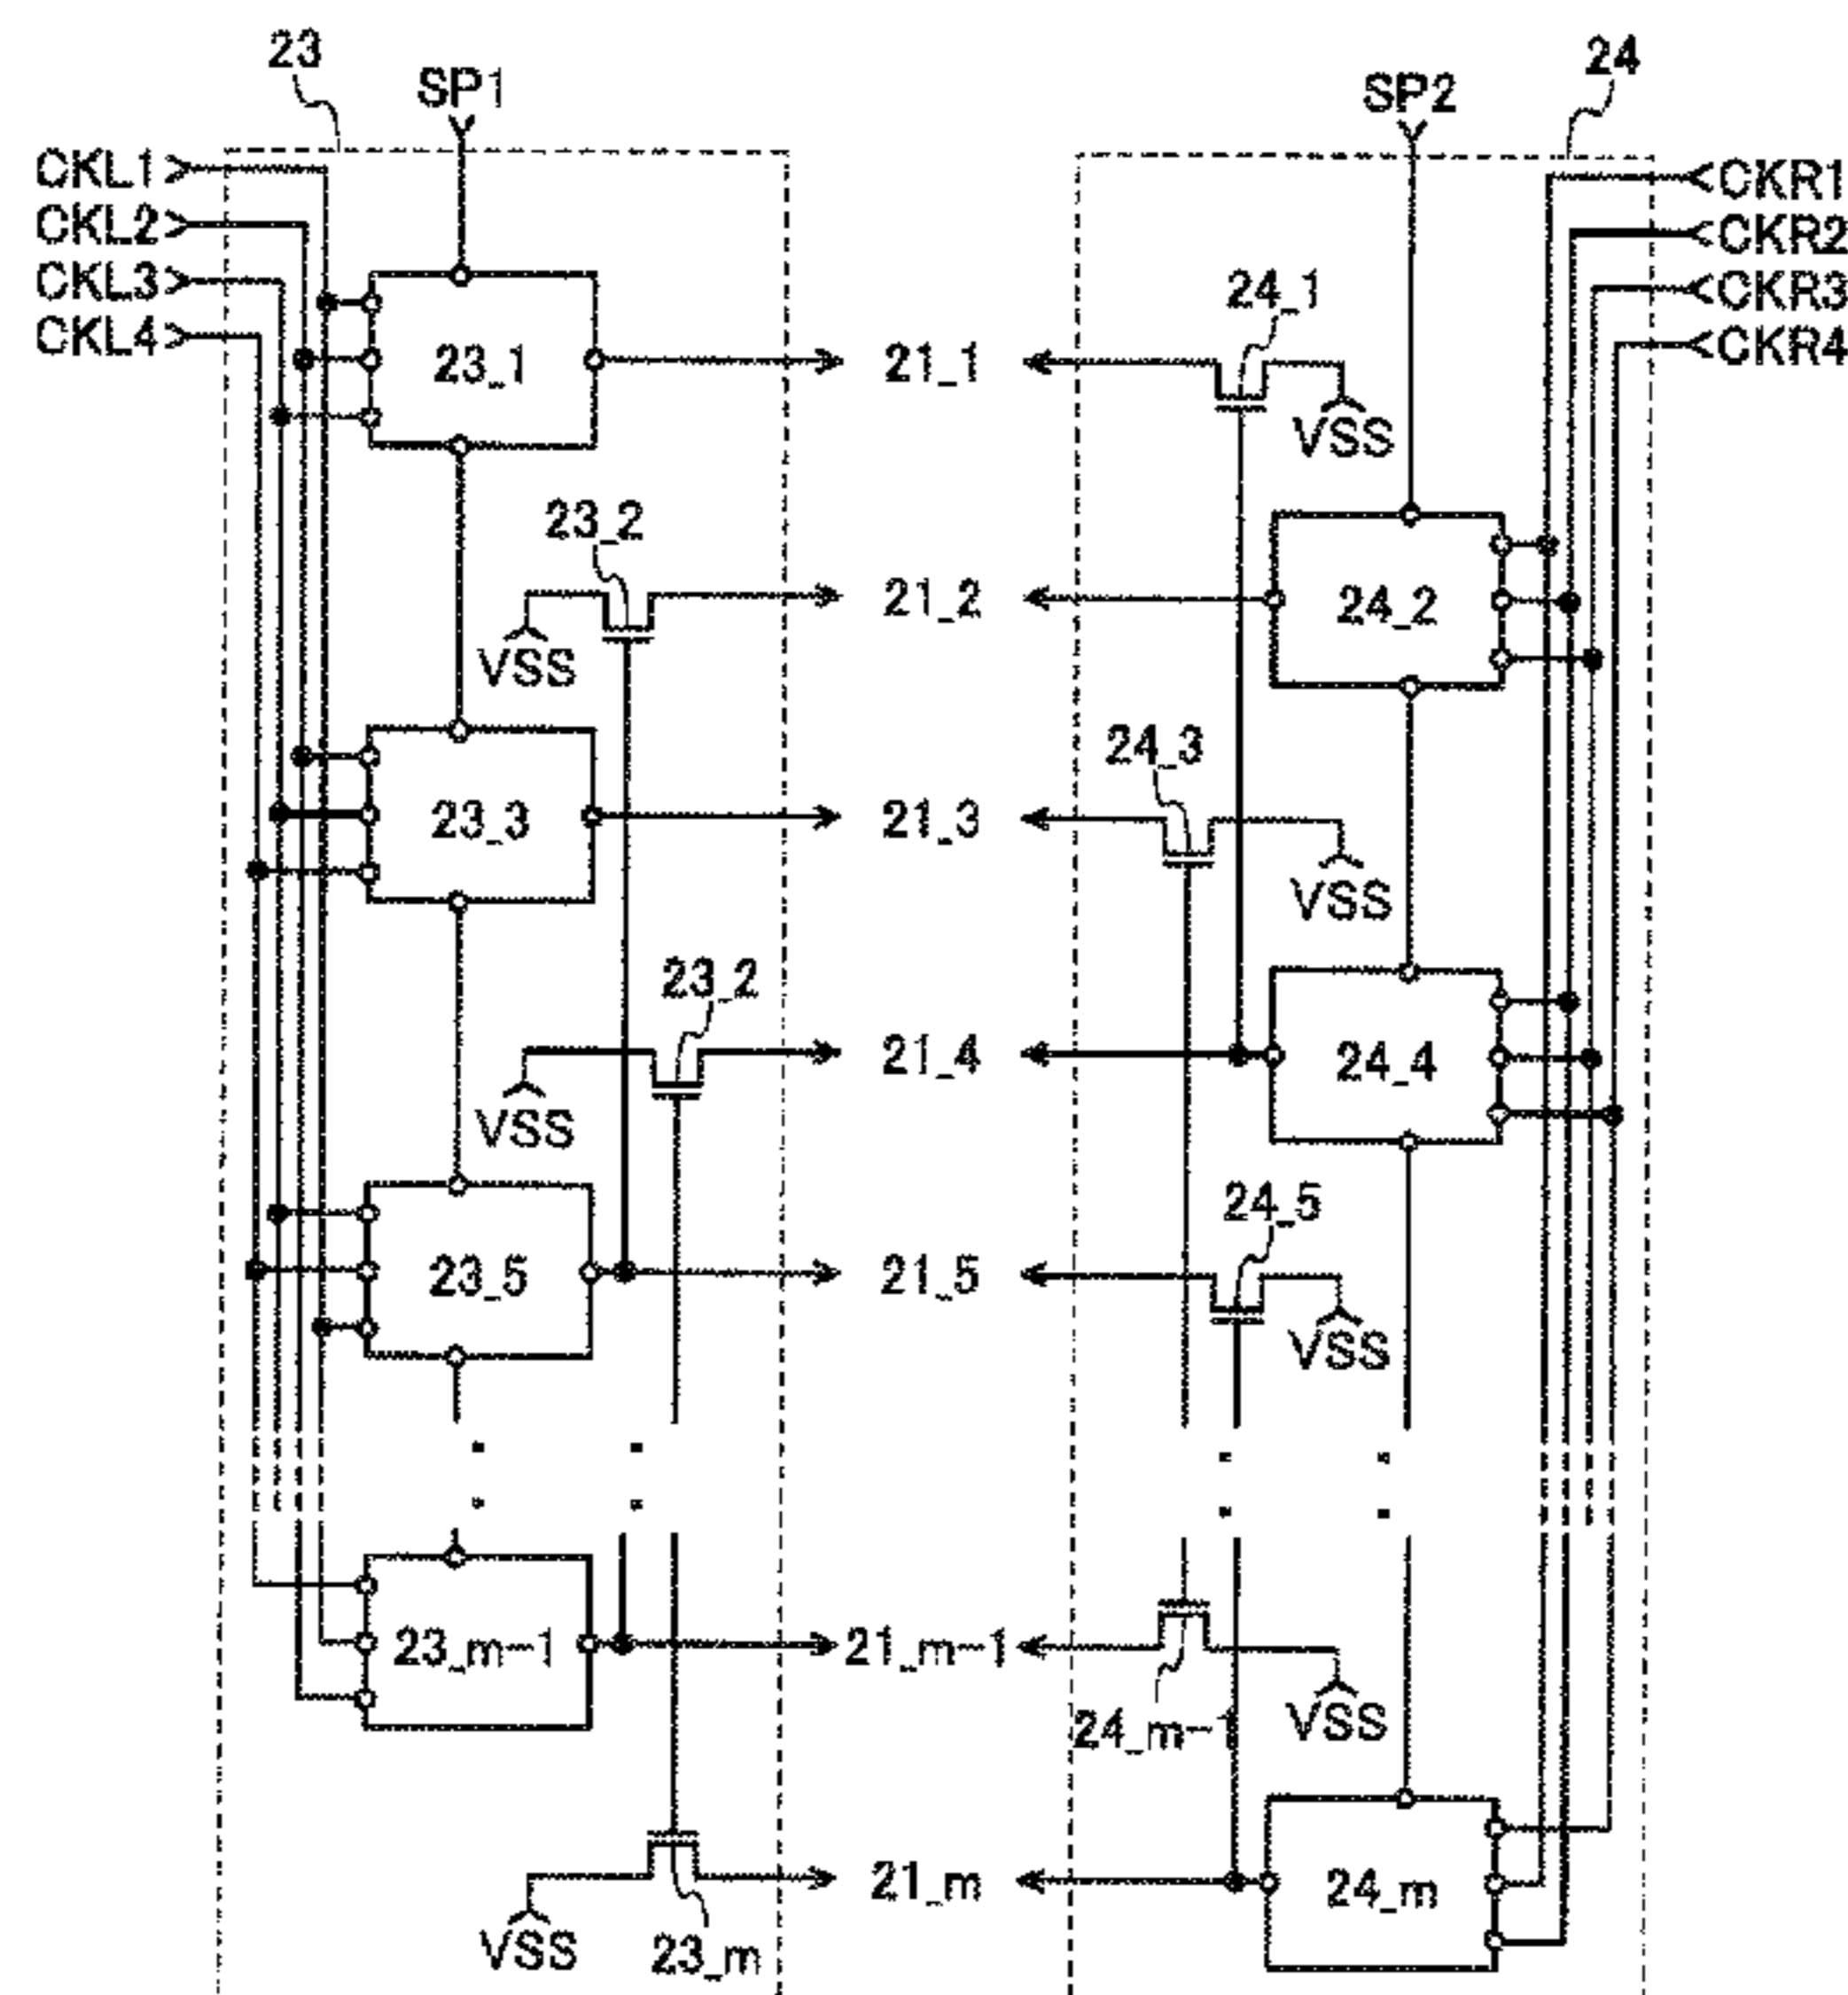 23
SP1
SP2
24
CKL1
CKR1
CKL2
CKR2
CKL3
24_1
CKR3
CKL4
CKR4
23_1
21_1
VSS
23_2
21_2
24_2
VSS
24_3
23_3
21_3
VSS
23_2
21_4
24_4
VSS
24_5
23_5
21_5
VSS
23_m-1
21_m-1
24_m-1
VSS
21_m
24_m
VSS
23_m